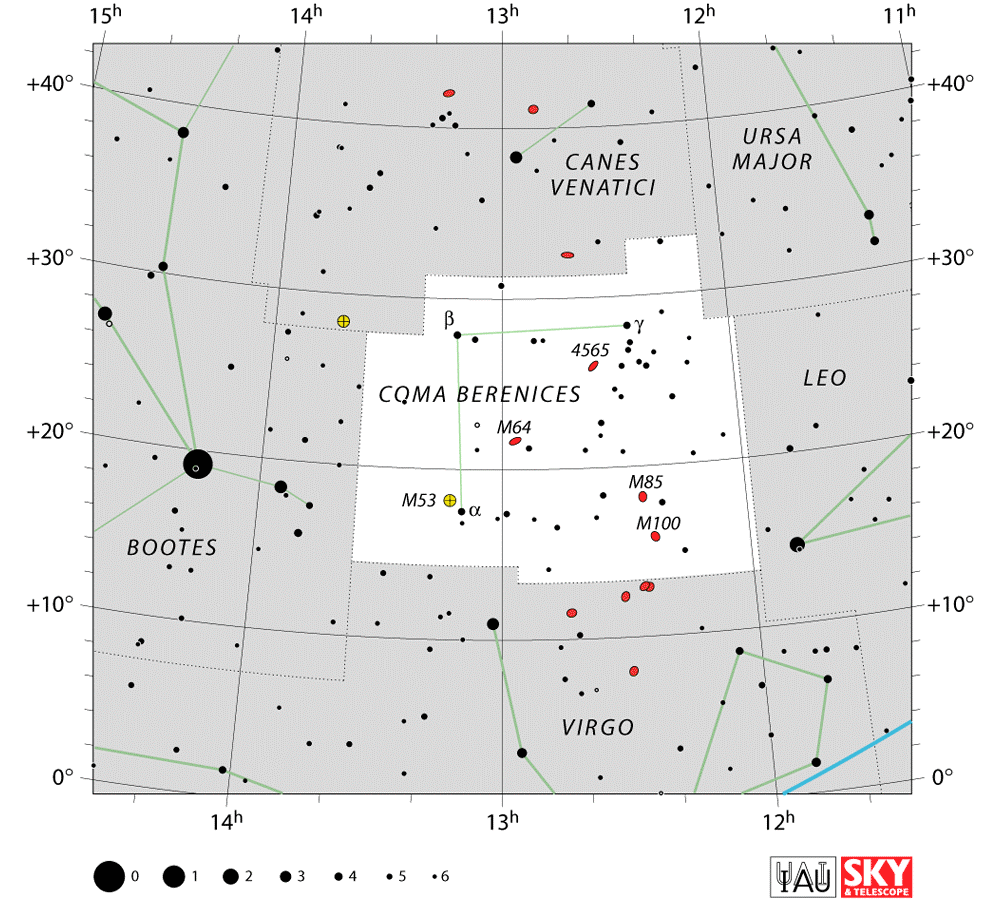 15h 14h 13h 12h 11h
+40° +40°
URSA
MAJOR
CANES
VENATICI
+30° +30°
β γ
4565
LEO
COMA BERENICES
M64
+20° +20°
M85
M53 α
M100
BOOTES
+10° +10°
VIRGO
0° 0°
14h 13h 12h
0 1 2 3 4 5 6
IAU SKY
& TELESCOPE